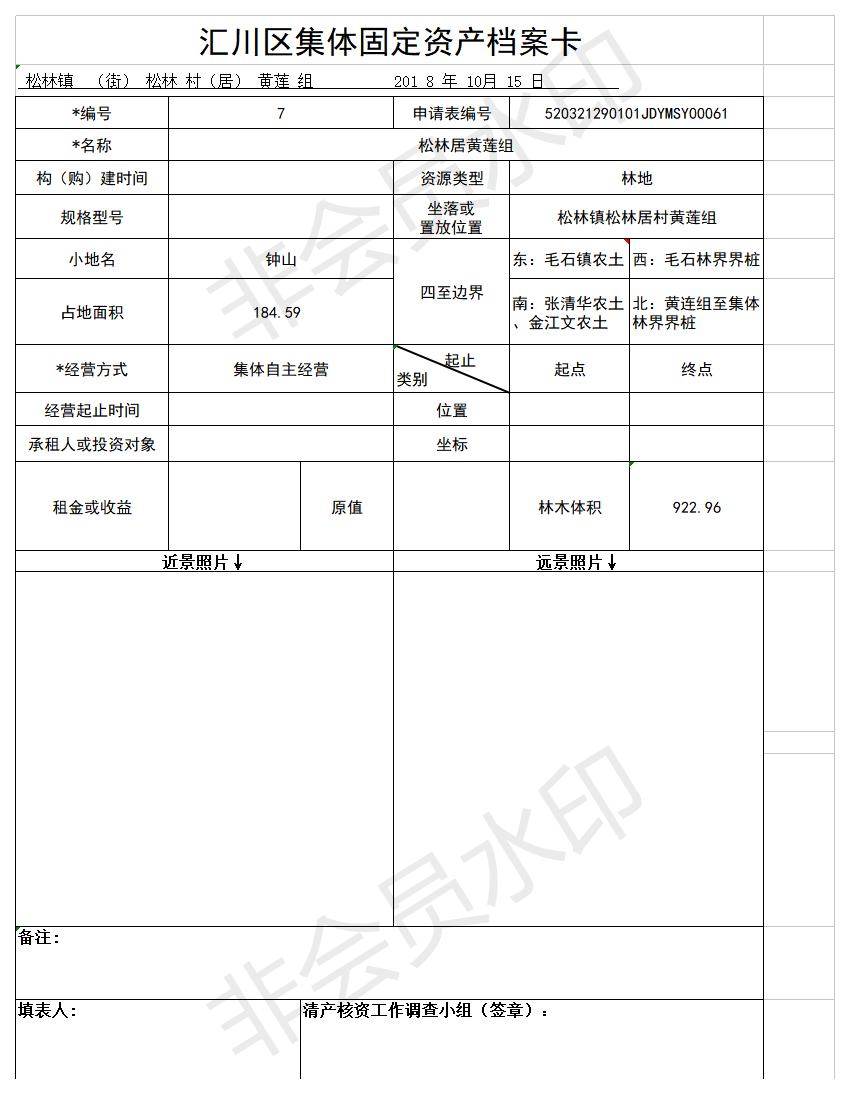 汇川区集体固定资产档案卡
松林镇 （街） 松林 村（居） 黄莲 组 2018 年 10月 15 日
*编号 7 申请表编号 520321290101JDYMSY00061
*名称 松林居黄莲组
构（购）建时间 资源类型 林地
规格型号 坐落或
置放位置 松林镇松林居村黄莲组
小地名 钟山 四至边界 东：毛石镇农土 西：毛石林界界桩
占地面积 184.59 南：张清华农土
、金江文农土 北：黄连组至集体
林界界桩
*经营方式 集体自主经营 起止
类别 起点 终点
经营起止时间 位置
承租人或投资对象 坐标
租金或收益 原值 林木体积 922.96
近景照片↓ 远景照片↓
备注:
填表人: 清产核资工作调查小组（签章）:
非会员水印
非会员水印